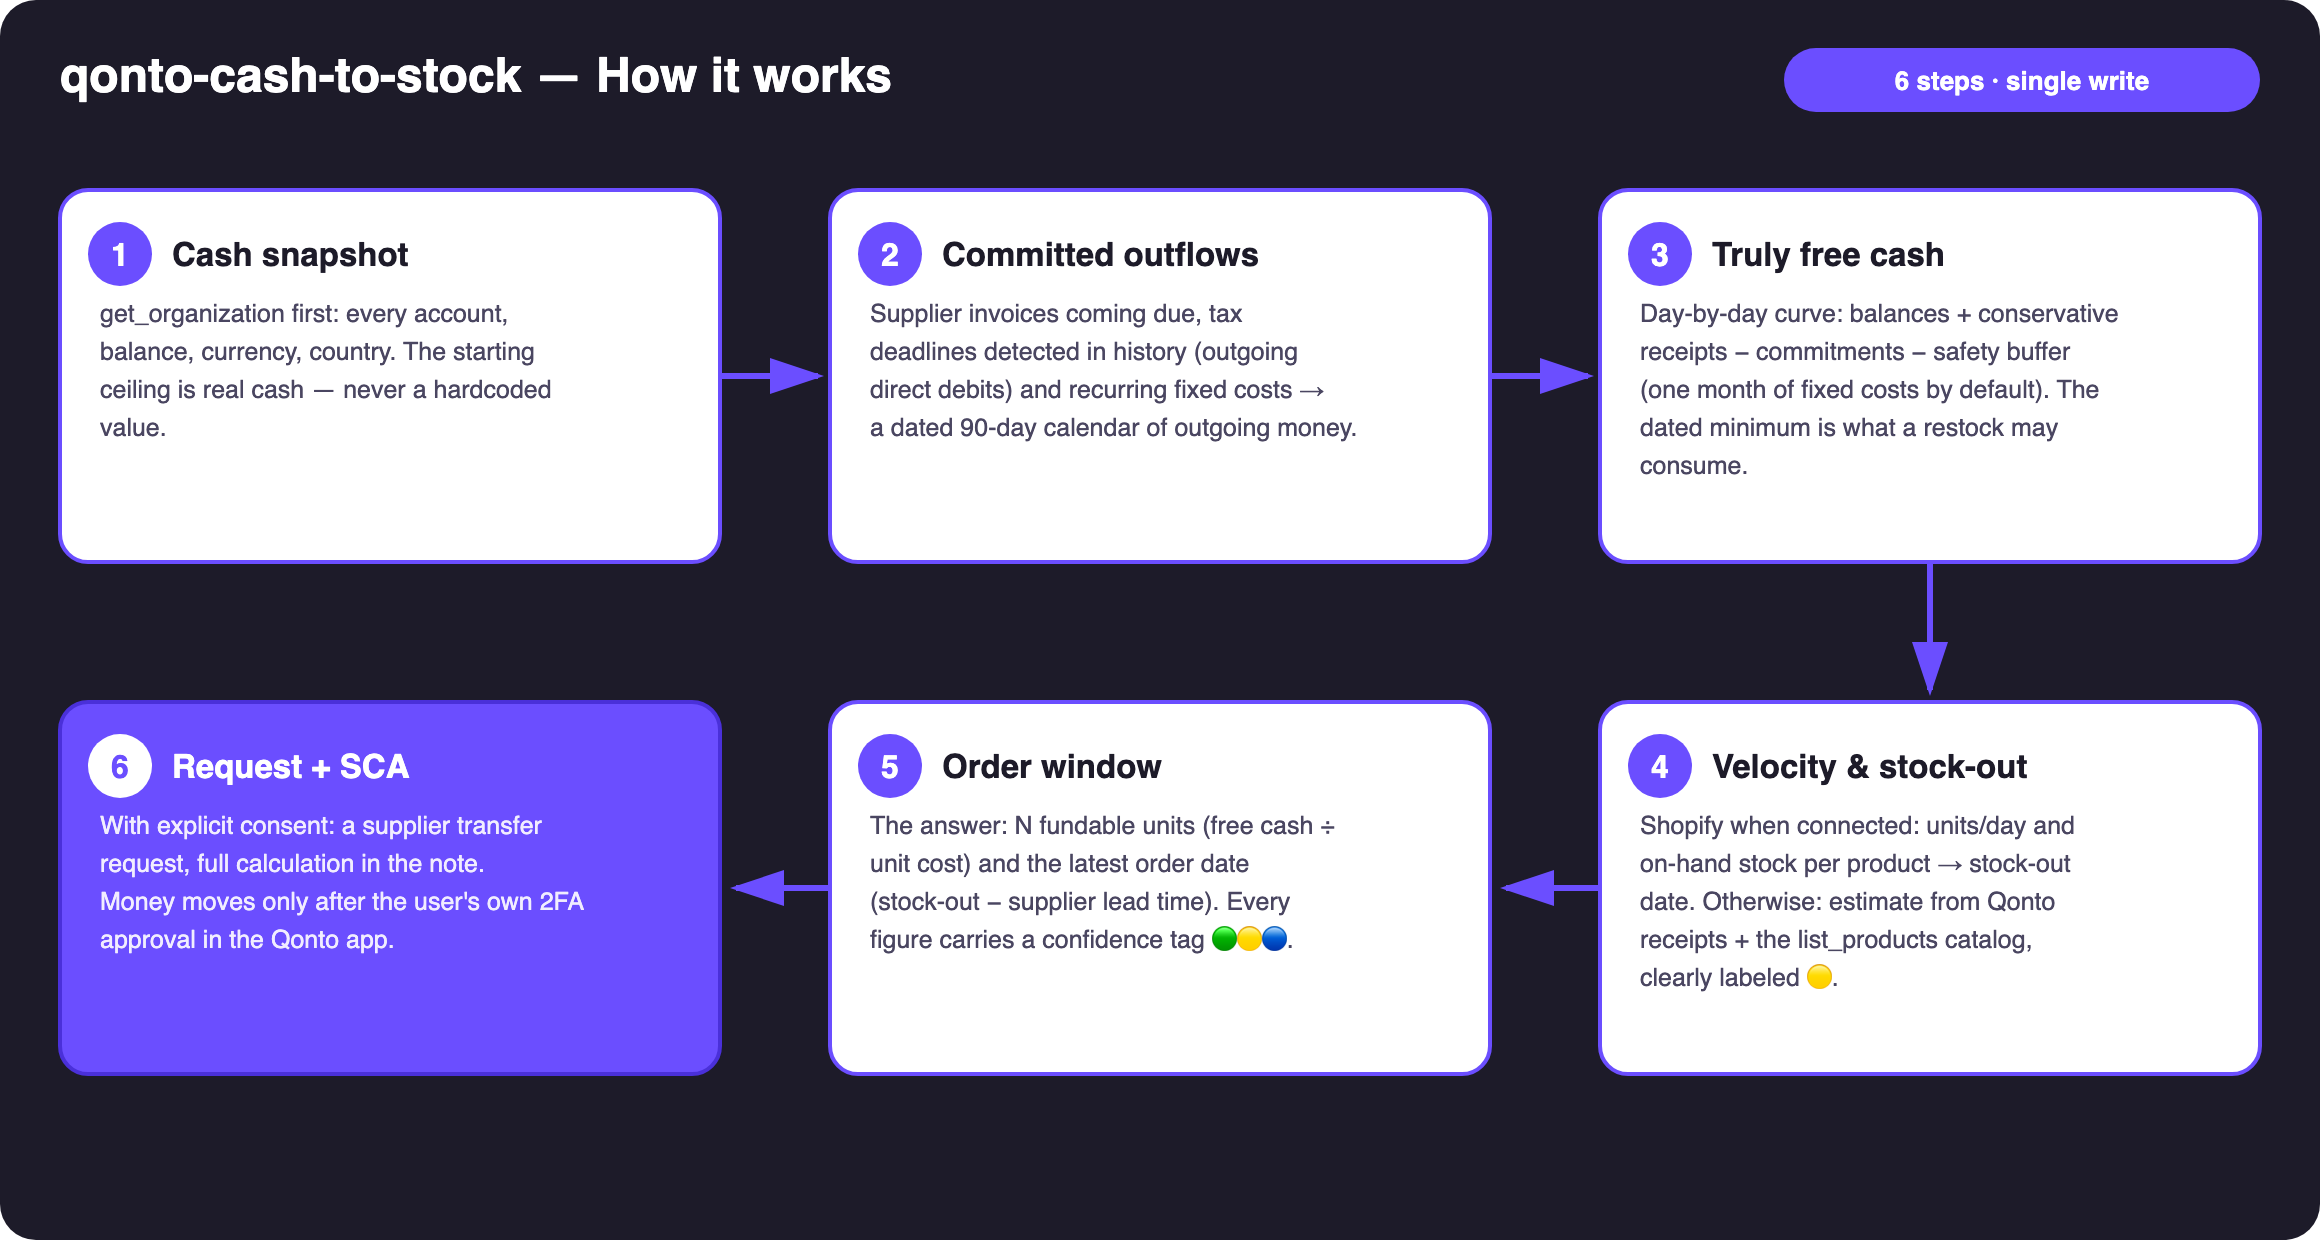 qonto-cash-to-stock — How it works
6 steps · single write
1 Cash snapshot
get_organization first: every account,
balance, currency, country. The starting
ceiling is real cash — never a hardcoded
value.
2 Committed outflows
Supplier invoices coming due, tax
deadlines detected in history (outgoing
direct debits) and recurring fixed costs →
a dated 90-day calendar of outgoing money.
3 Truly free cash
Day-by-day curve: balances + conservative
receipts – commitments – safety buffer
(one month of fixed costs by default). The
dated minimum is what a restock may
consume.
4 Velocity & stock-out
Shopify when connected: units/day and
on-hand stock per product → stock-out
date. Otherwise: estimate from Qonto
receipts + the list_products catalog,
clearly labeled 🟡.
5 Order window
The answer: N fundable units (free cash ÷
unit cost) and the latest order date
(stock-out – supplier lead time). Every
figure carries a confidence tag 🟢🟡🔵.
6 Request + SCA
With explicit consent: a supplier transfer
request, full calculation in the note.
Money moves only after the user's own 2FA
approval in the Qonto app.